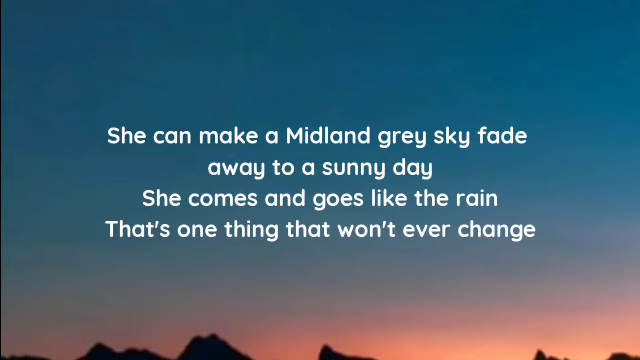 She can make a Midland grey sky fade
away to a sunny day
She comes and goes like the rain
That's one thing that won't ever change